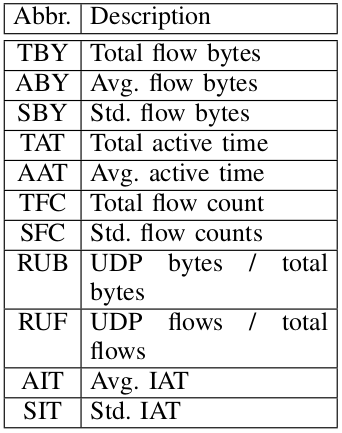 Abbr. Description
TBY Total flow bytes
ABY Avg. flow bytes
SBY Std. flow bytes
TAT Total active time
AAT Avg. active time
TFC Total flow count
SFC Std. flow counts
RUB UDP bytes / total
bytes
RUF UDP flows / total
flows
AIT Avg. IAT
SIT Std. IAT